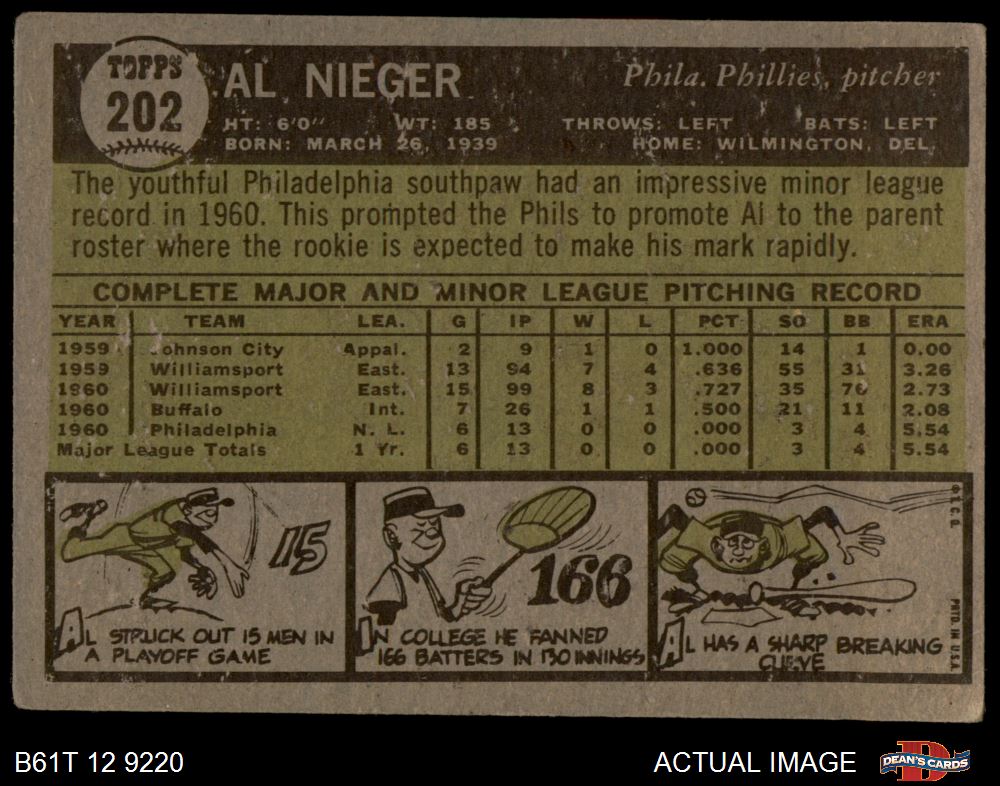 TOPPS
202
AL NIEGER
Phila. Phillies, pitcher
HT: 6'0" WT: 185 THROWS: LEFT BATS: LEFT
BORN: MARCH 26, 1939 HOME: WILMINGTON, DEL.
The youthful Philadelphia southpaw had an impressive minor league
record in 1960. This prompted the Phils to promote Al to the parent
roster where the rookie is expected to make his mark rapidly.
COMPLETE MAJOR AND MINOR LEAGUE PITCHING RECORD
YEAR TEAM LEA. G IP W L PCT SO BB ERA
1959 Johnson City Appal. 2 9 1 0 1.000 14 1 0.00
1959 Williamsport East. 13 94 7 4 .636 55 31 3.26
1960 Williamsport East. 15 99 8 3 .727 35 76 2.73
1960 Buffalo Int. 7 26 1 1 .500 21 11 2.08
1960 Philadelphia N. L. 6 13 0 0 .000 3 4 5.54
Major League Totals 1 Yr. 6 13 0 0 .000 3 4 5.54
15
AL STRUCK OUT 15 MEN IN
A PLAYOFF GAME
166
IN COLLEGE HE FANNED
166 BATTERS IN 130 INNINGS
AL HAS A SHARP BREAKING
CURVE
© T. C. G.
PRTD. IN U.S.A.
B61T 12 9220
ACTUAL IMAGE
DEAN'S CARDS